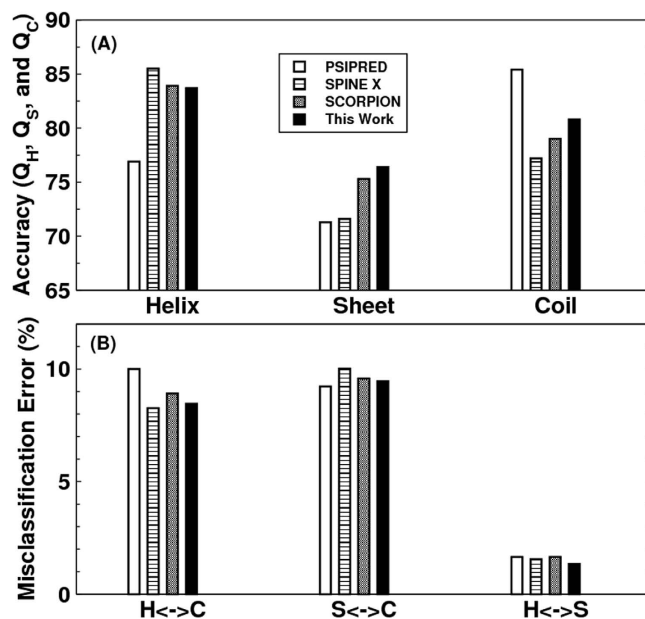 Accuracy (Q_H, Q_S, and Q_C)
90
85
80
75
70
65
(A)
PSIPRED
SPINE X
SCORPION
This Work
Helix Sheet Coil
Misclassification Error (%)
10
5
0
(B)
H<->C S<->C H<->S